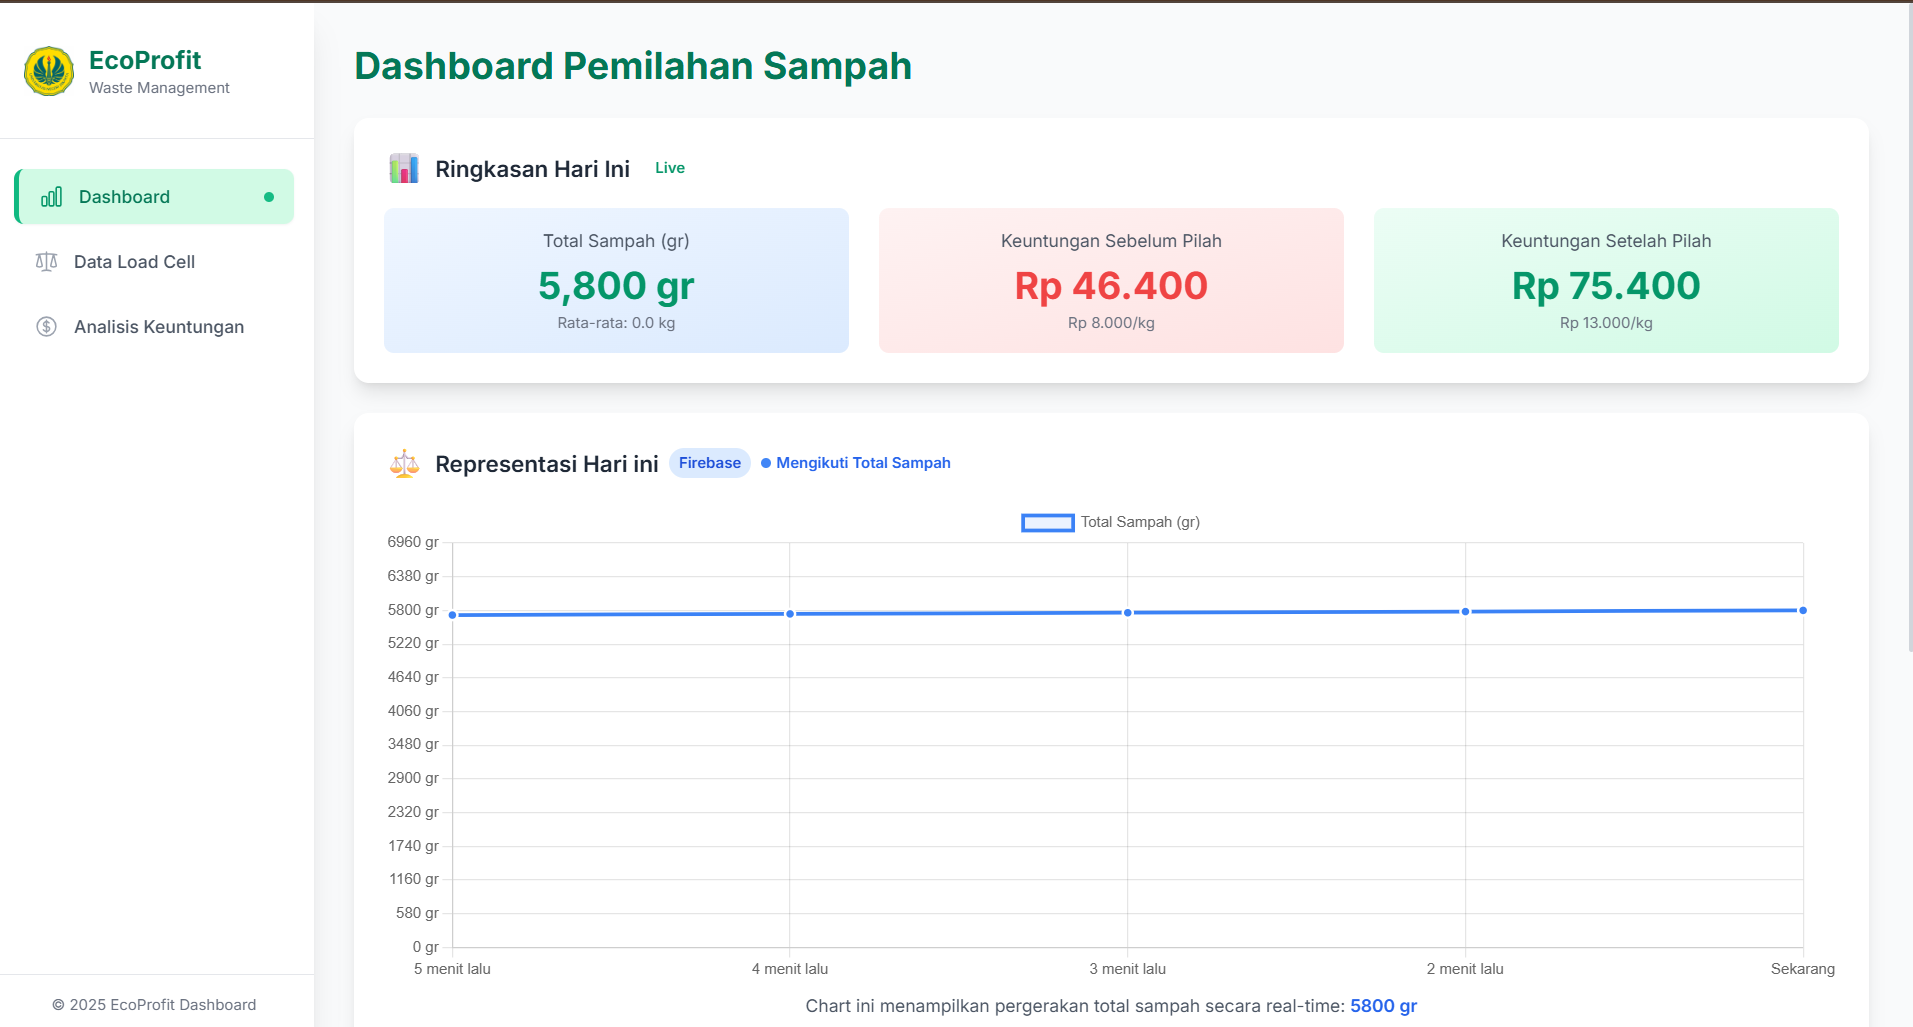 EcoProfit
Waste Management
Dashboard
Data Load Cell
Analisis Keuntungan
© 2025 EcoProfit Dashboard
Dashboard Pemilahan Sampah
Ringkasan Hari Ini Live
Total Sampah (gr)
5,800 gr
Rata-rata: 0.0 kg
Keuntungan Sebelum Pilah
Rp 46.400
Rp 8.000/kg
Keuntungan Setelah Pilah
Rp 75.400
Rp 13.000/kg
Representasi Hari ini Firebase Mengikuti Total Sampah
Total Sampah (gr)
6960 gr
6380 gr
5800 gr
5220 gr
4640 gr
4060 gr
3480 gr
2900 gr
2320 gr
1740 gr
1160 gr
580 gr
0 gr
5 menit lalu 4 menit lalu 3 menit lalu 2 menit lalu Sekarang
Chart ini menampilkan pergerakan total sampah secara real-time: 5800 gr